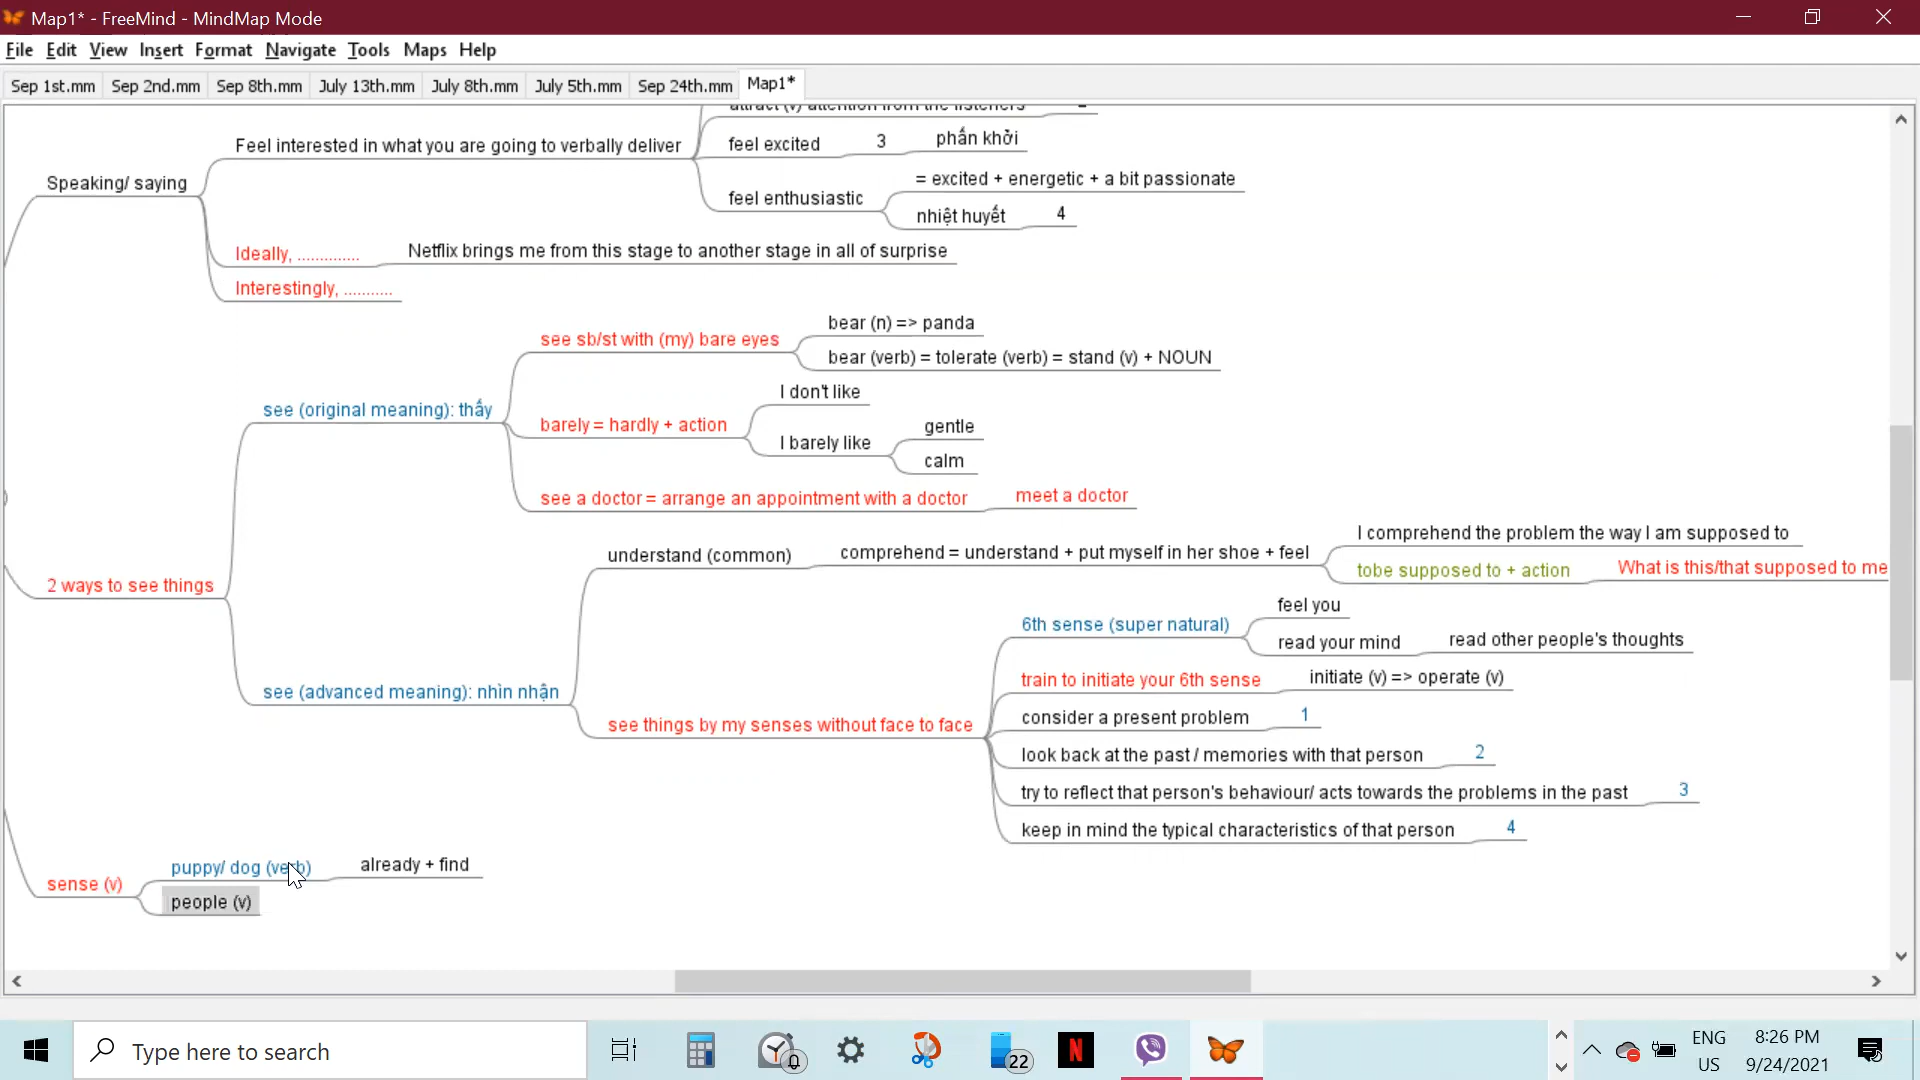 Map1* - FreeMind - MindMap Mode
File Edit View Insert Format Navigate Tools Maps Help
Sep 1st.mm Sep 2nd.mm Sep 8th.mm July 13th.mm July 8th.mm July 5th.mm Sep 24th.mm Map1*
attract (v) attention from the listeners
Feel interested in what you are going to verbally deliver
feel excited 3 phấn khởi
Speaking/ saying
= excited + energetic + a bit passionate
feel enthusiastic
nhiệt huyết 4
Ideally, ............. Netflix brings me from this stage to another stage in all of surprise
Interestingly, ...........
see sb/st with (my) bare eyes
bear (n) => panda
bear (verb) = tolerate (verb) = stand (v) + NOUN
see (original meaning): thấy
I don't like
barely = hardly + action
I barely like
gentle
calm
see a doctor = arrange an appointment with a doctor meet a doctor
2 ways to see things
understand (common) comprehend = understand + put myself in her shoe + feel
I comprehend the problem the way I am supposed to
tobe supposed to + action What is this/that supposed to me
see (advanced meaning): nhìn nhận
see things by my senses without face to face
6th sense (super natural)
feel you
read your mind read other people's thoughts
train to initiate your 6th sense initiate (v) => operate (v)
consider a present problem 1
look back at the past / memories with that person 2
try to reflect that person's behaviour/ acts towards the problems in the past 3
keep in mind the typical characteristics of that person 4
sense (v)
puppy/ dog (verb) already + find
people (v)
Type here to search
22
N
ENG
US
8:26 PM
9/24/2021